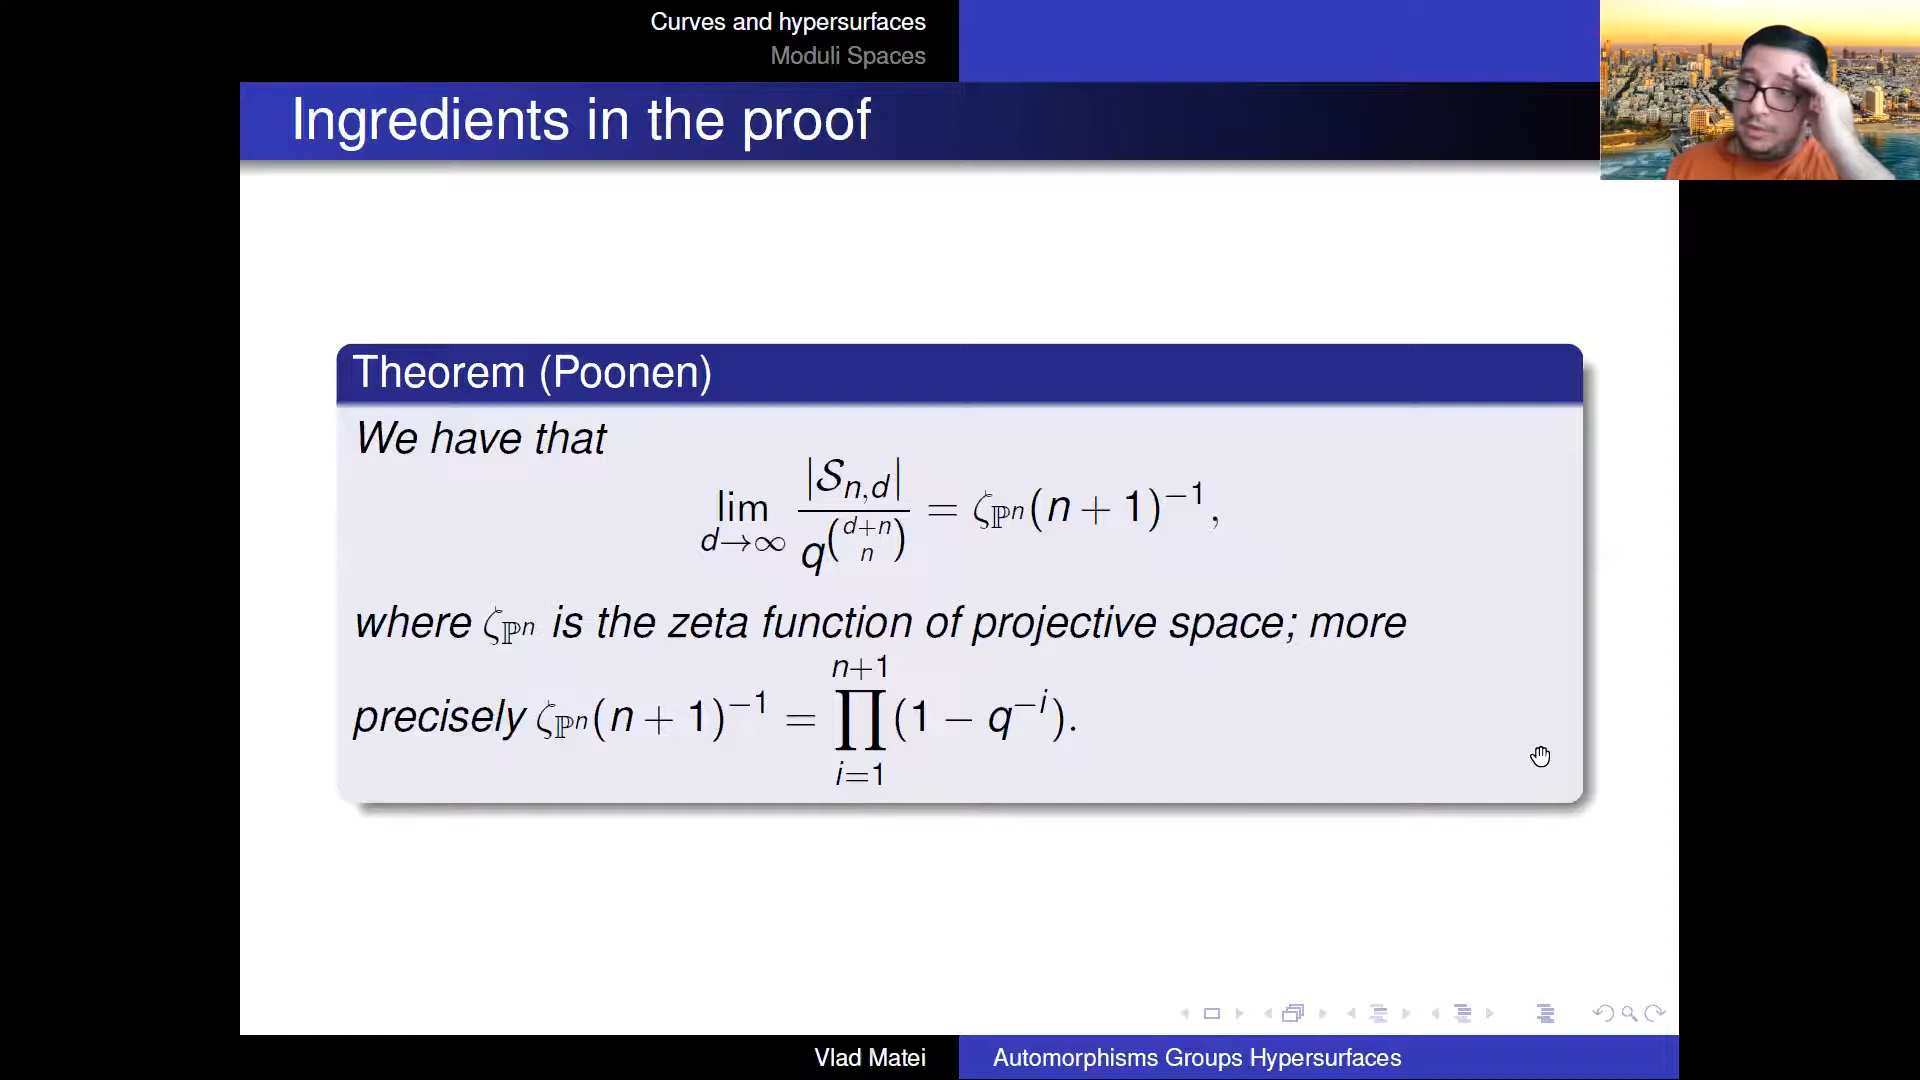 Curves and hypersurfaces
Moduli Spaces
Ingredients in the proof
Theorem (Poonen)
We have that
lim_{d→∞} |𝒮_{n,d}| / q^{\binom{d+n}{n}} = ζ_{ℙ^n}(n + 1)^{−1},
where ζ_{ℙ^n} is the zeta function of projective space; more
precisely ζ_{ℙ^n}(n + 1)^{−1} = ∏_{i=1}^{n+1} (1 − q^{−i}).
Vlad Matei
Automorphisms Groups Hypersurfaces